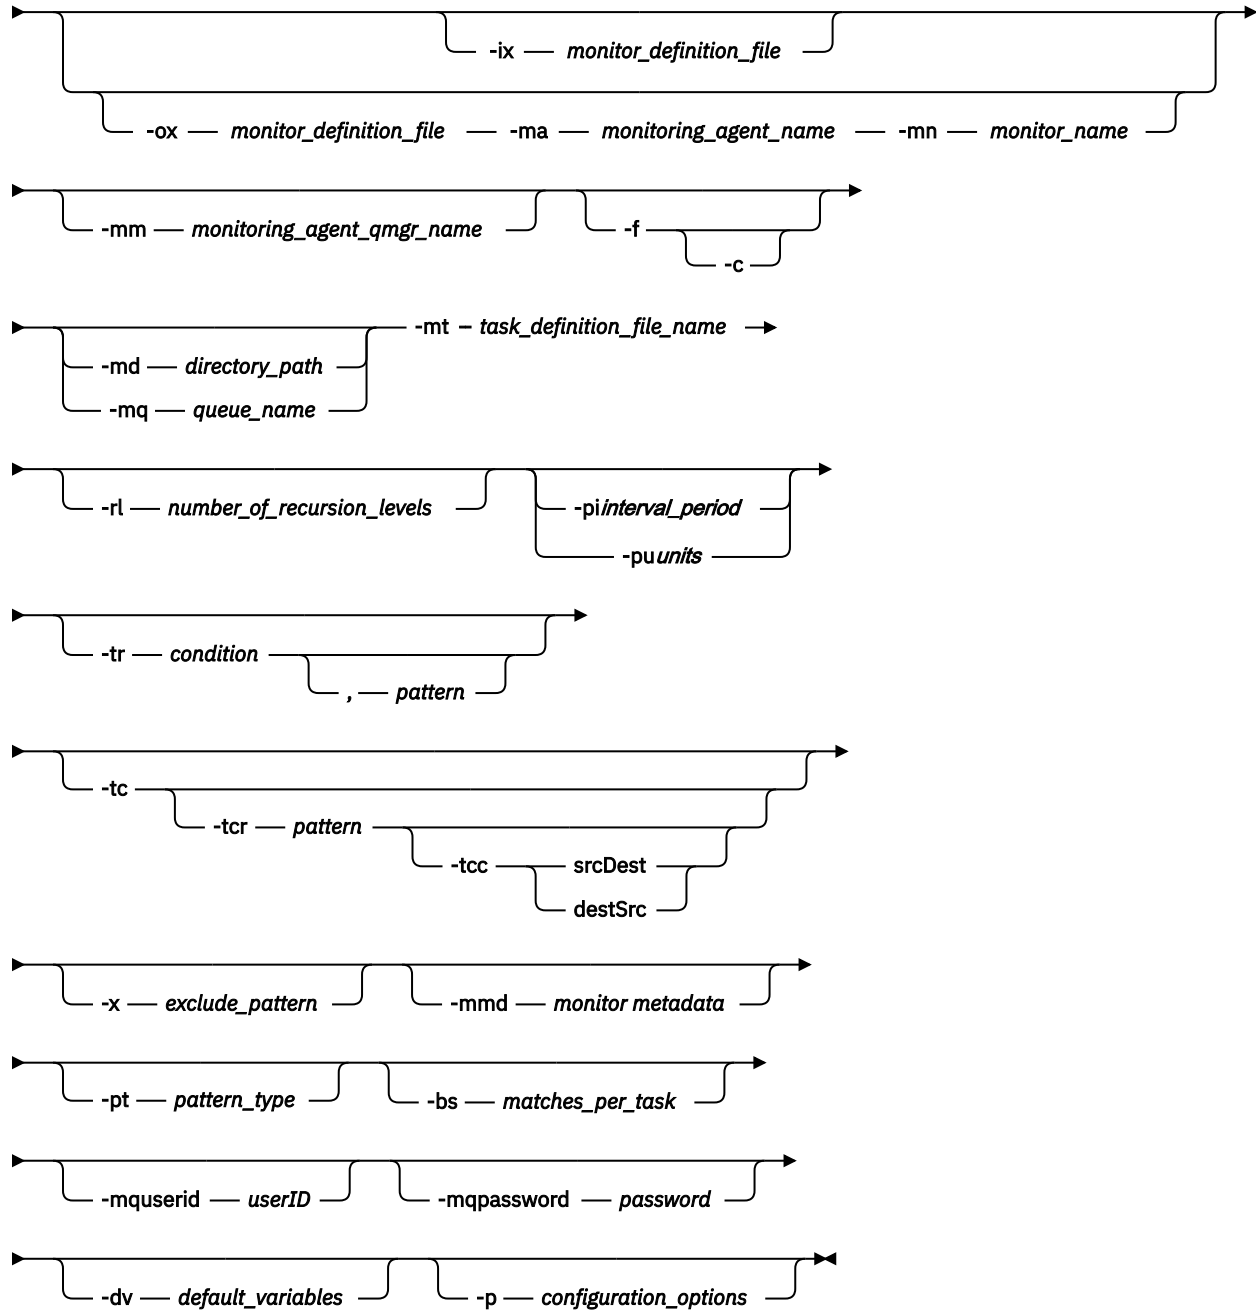 -ix monitor_definition_file
-ox monitor_definition_file -ma monitoring_agent_name -mn monitor_name
-mm monitoring_agent_qmgr_name -f
-c
-mt task_definition_file_name
-md directory_path
-mq queue_name
-rl number_of_recursion_levels -piinterval_period
-puunits
-tr condition
, pattern
-tc
-tcr pattern
-tcc srcDest
destSrc
-x exclude_pattern -mmd monitor metadata
-pt pattern_type -bs matches_per_task
-mquserid userID -mqpassword password
-dv default_variables -p configuration_options